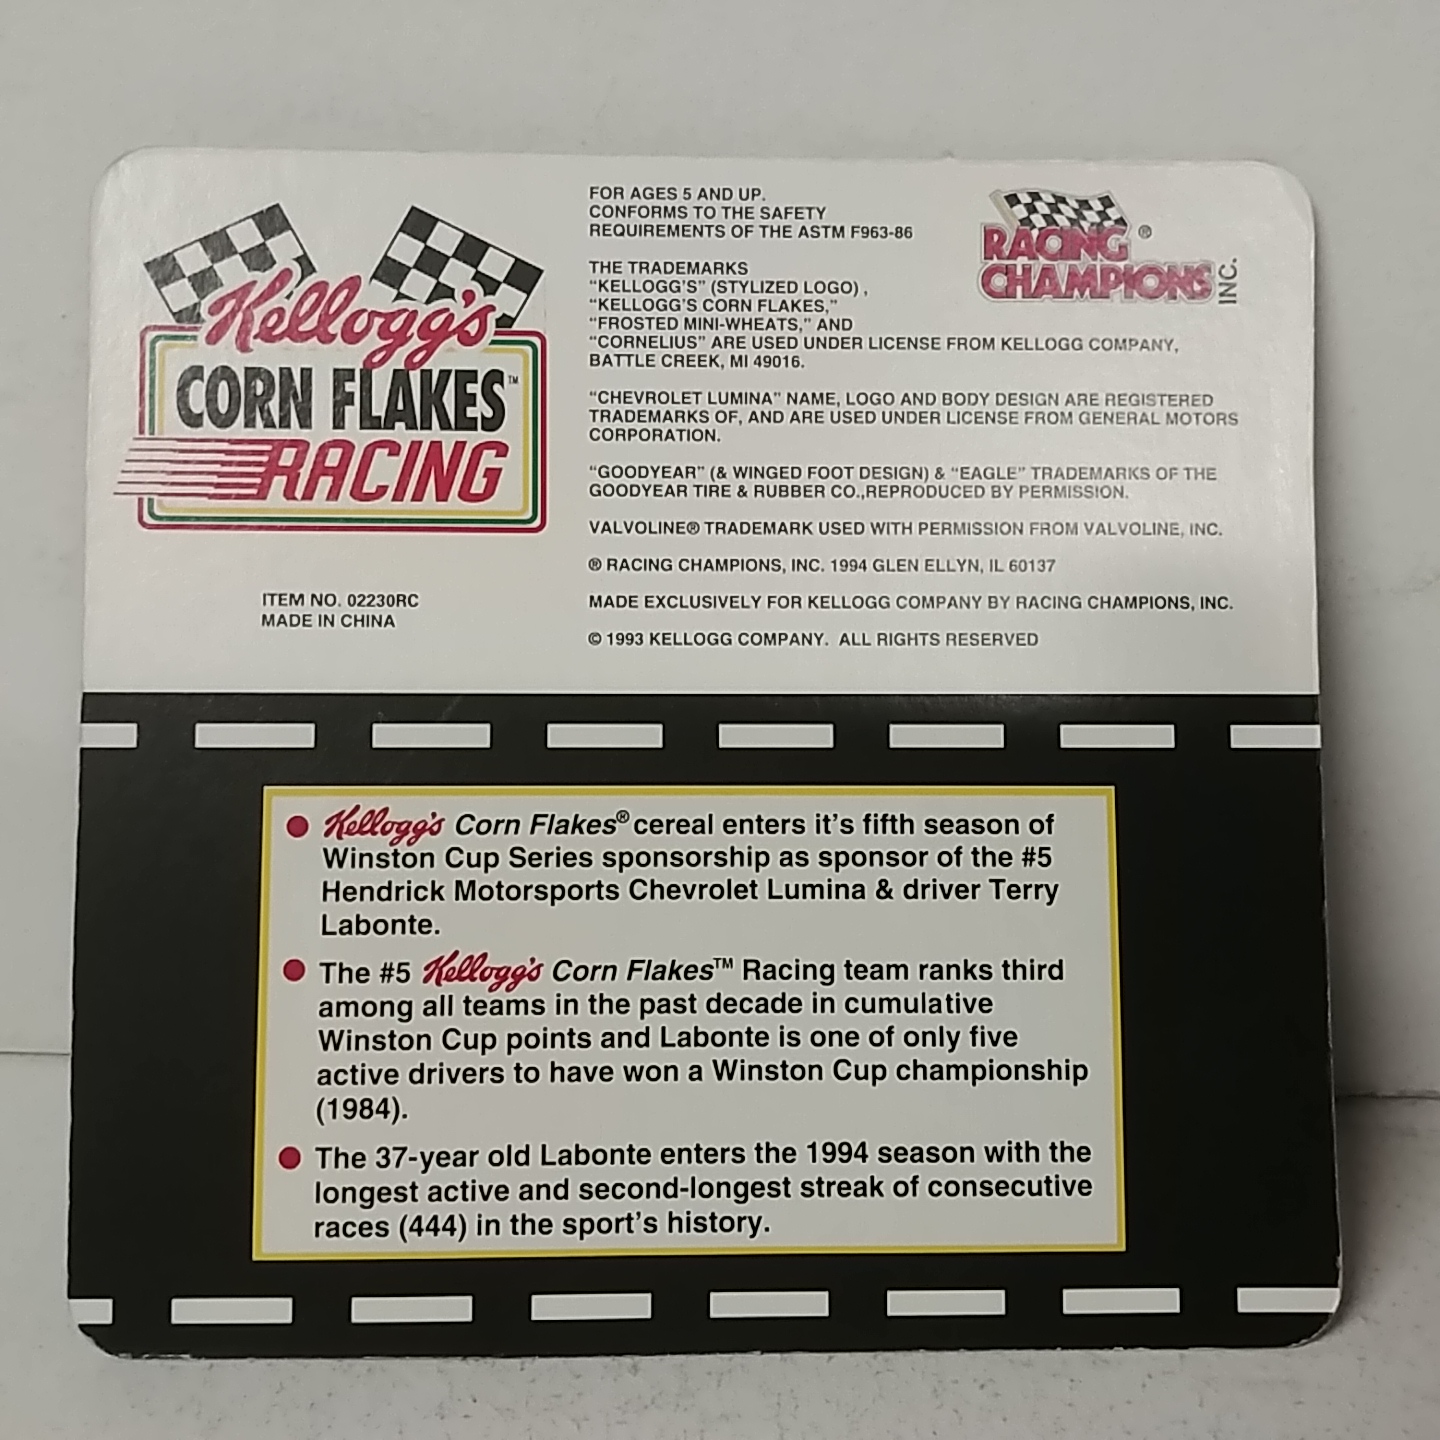 Kellogg's
CORN FLAKES™
RACING
ITEM NO. 02230RC
MADE IN CHINA
FOR AGES 5 AND UP.
CONFORMS TO THE SAFETY
REQUIREMENTS OF THE ASTM F963-86
THE TRADEMARKS
“KELLOGG'S” (STYLIZED LOGO) ,
“KELLOGG'S CORN FLAKES,”
“FROSTED MINI-WHEATS,” AND
“CORNELIUS” ARE USED UNDER LICENSE FROM KELLOGG COMPANY,
BATTLE CREEK, MI 49016.
“CHEVROLET LUMINA” NAME, LOGO AND BODY DESIGN ARE REGISTERED
TRADEMARKS OF, AND ARE USED UNDER LICENSE FROM GENERAL MOTORS
CORPORATION.
“GOODYEAR” (& WINGED FOOT DESIGN) & “EAGLE” TRADEMARKS OF THE
GOODYEAR TIRE & RUBBER CO.,REPRODUCED BY PERMISSION.
VALVOLINE® TRADEMARK USED WITH PERMISSION FROM VALVOLINE, INC.
® RACING CHAMPIONS, INC. 1994 GLEN ELLYN, IL 60137
MADE EXCLUSIVELY FOR KELLOGG COMPANY BY RACING CHAMPIONS, INC.
© 1993 KELLOGG COMPANY. ALL RIGHTS RESERVED
RACING ®
CHAMPIONS INC.
● Kellogg's Corn Flakes® cereal enters it's fifth season of
Winston Cup Series sponsorship as sponsor of the #5
Hendrick Motorsports Chevrolet Lumina & driver Terry
Labonte.
● The #5 Kellogg's Corn Flakes™ Racing team ranks third
among all teams in the past decade in cumulative
Winston Cup points and Labonte is one of only five
active drivers to have won a Winston Cup championship
(1984).
● The 37-year old Labonte enters the 1994 season with the
longest active and second-longest streak of consecutive
races (444) in the sport's history.